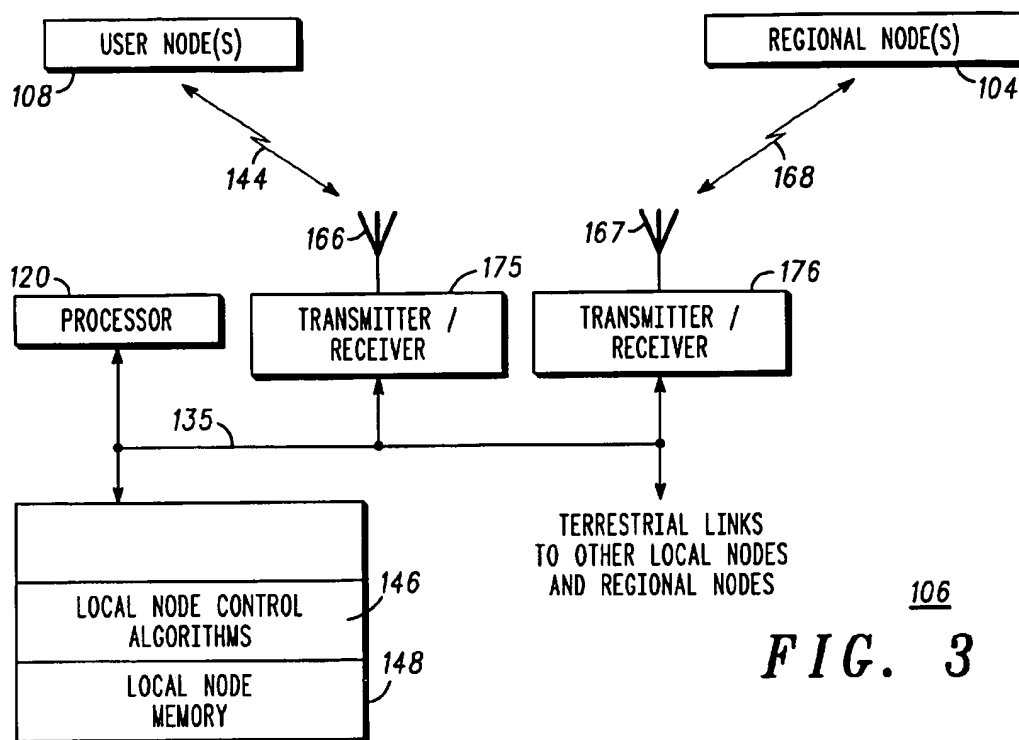 USER NODE(S)
REGIONAL NODE(S)
108
104
144
168
166
167
120
175
176
PROCESSOR
TRANSMITTER /
RECEIVER
TRANSMITTER /
RECEIVER
135
TERRESTRIAL LINKS
TO OTHER LOCAL NODES
AND REGIONAL NODES
146
LOCAL NODE CONTROL
ALGORITHMS
148
LOCAL NODE
MEMORY
106
FIG. 3